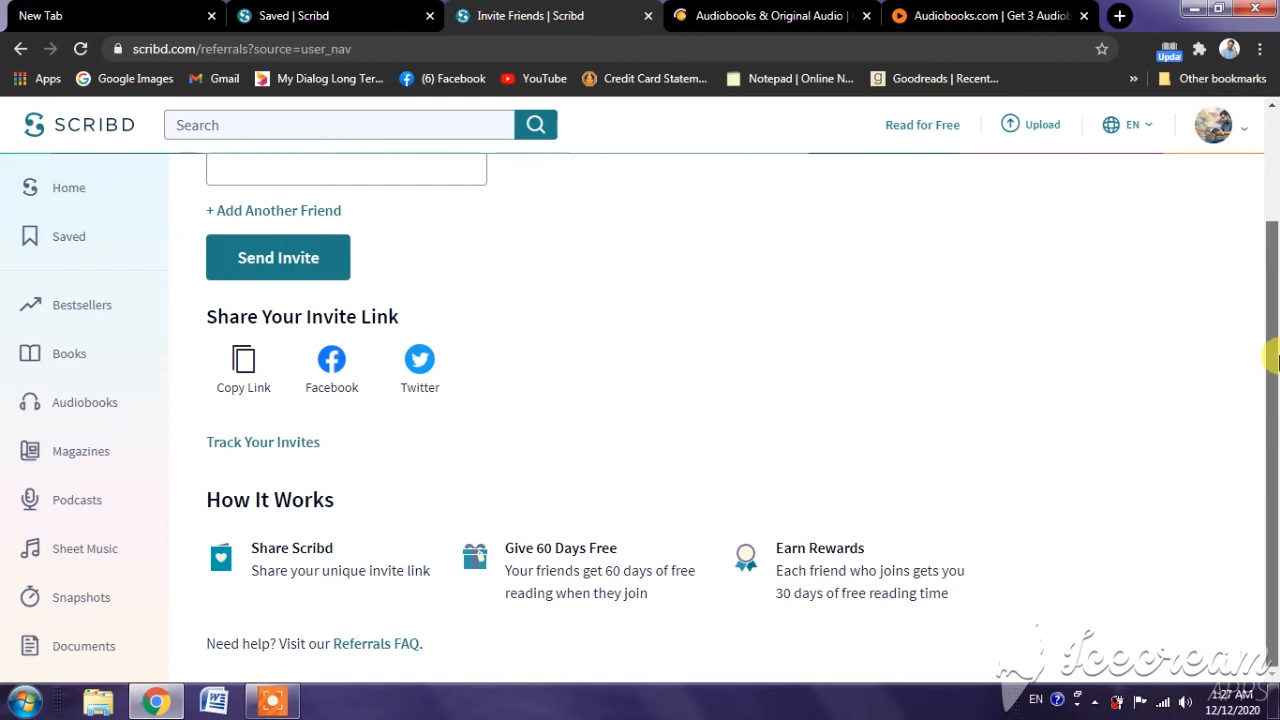 New Tab
Saved | Scribd
Invite Friends | Scribd
Audiobooks & Original Audio |
Audiobooks.com | Get 3 Audiob
scribd.com/referrals?source=user_nav
Updat
Apps
Google Images
Gmail
My Dialog Long Ter...
(6) Facebook
YouTube
Credit Card Statem...
Notepad | Online N...
Goodreads | Recent...
»
Other bookmarks
SCRIBD
Search
Read for Free
Upload
EN
Home
Saved
Bestsellers
Books
Audiobooks
Magazines
Podcasts
Sheet Music
Snapshots
Documents
+ Add Another Friend
Send Invite
Share Your Invite Link
Copy Link
Facebook
Twitter
Track Your Invites
How It Works
Share Scribd
Share your unique invite link
Give 60 Days Free
Your friends get 60 days of free
reading when they join
Earn Rewards
Each friend who joins gets you
30 days of free reading time
Need help? Visit our Referrals FAQ.
Icecream
APPS
EN
1:27 AM
12/12/2020